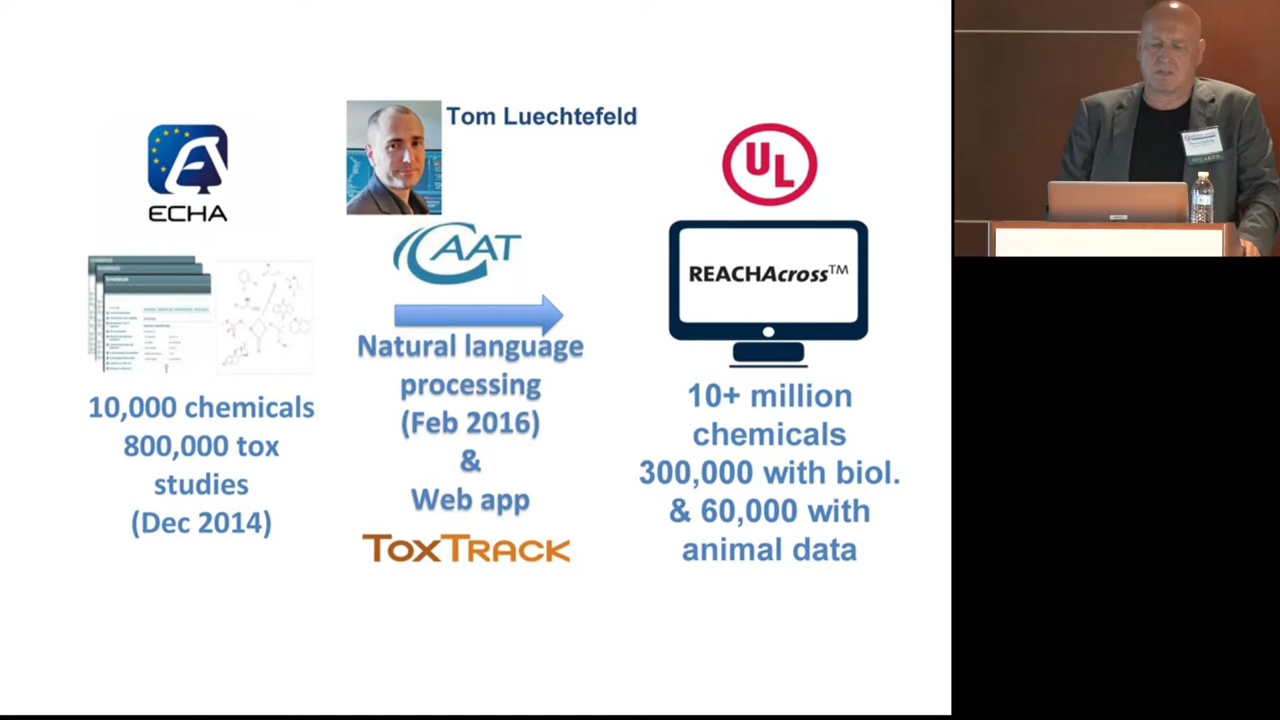 ECHA
10,000 chemicals
800,000 tox
studies
(Dec 2014)
Tom Luechtefeld
CAAT
Natural language
processing
(Feb 2016)
&
Web app
TOXTRACK
UL
REACHAcross™
10+ million
chemicals
300,000 with biol.
& 60,000 with
animal data
SPEAKER